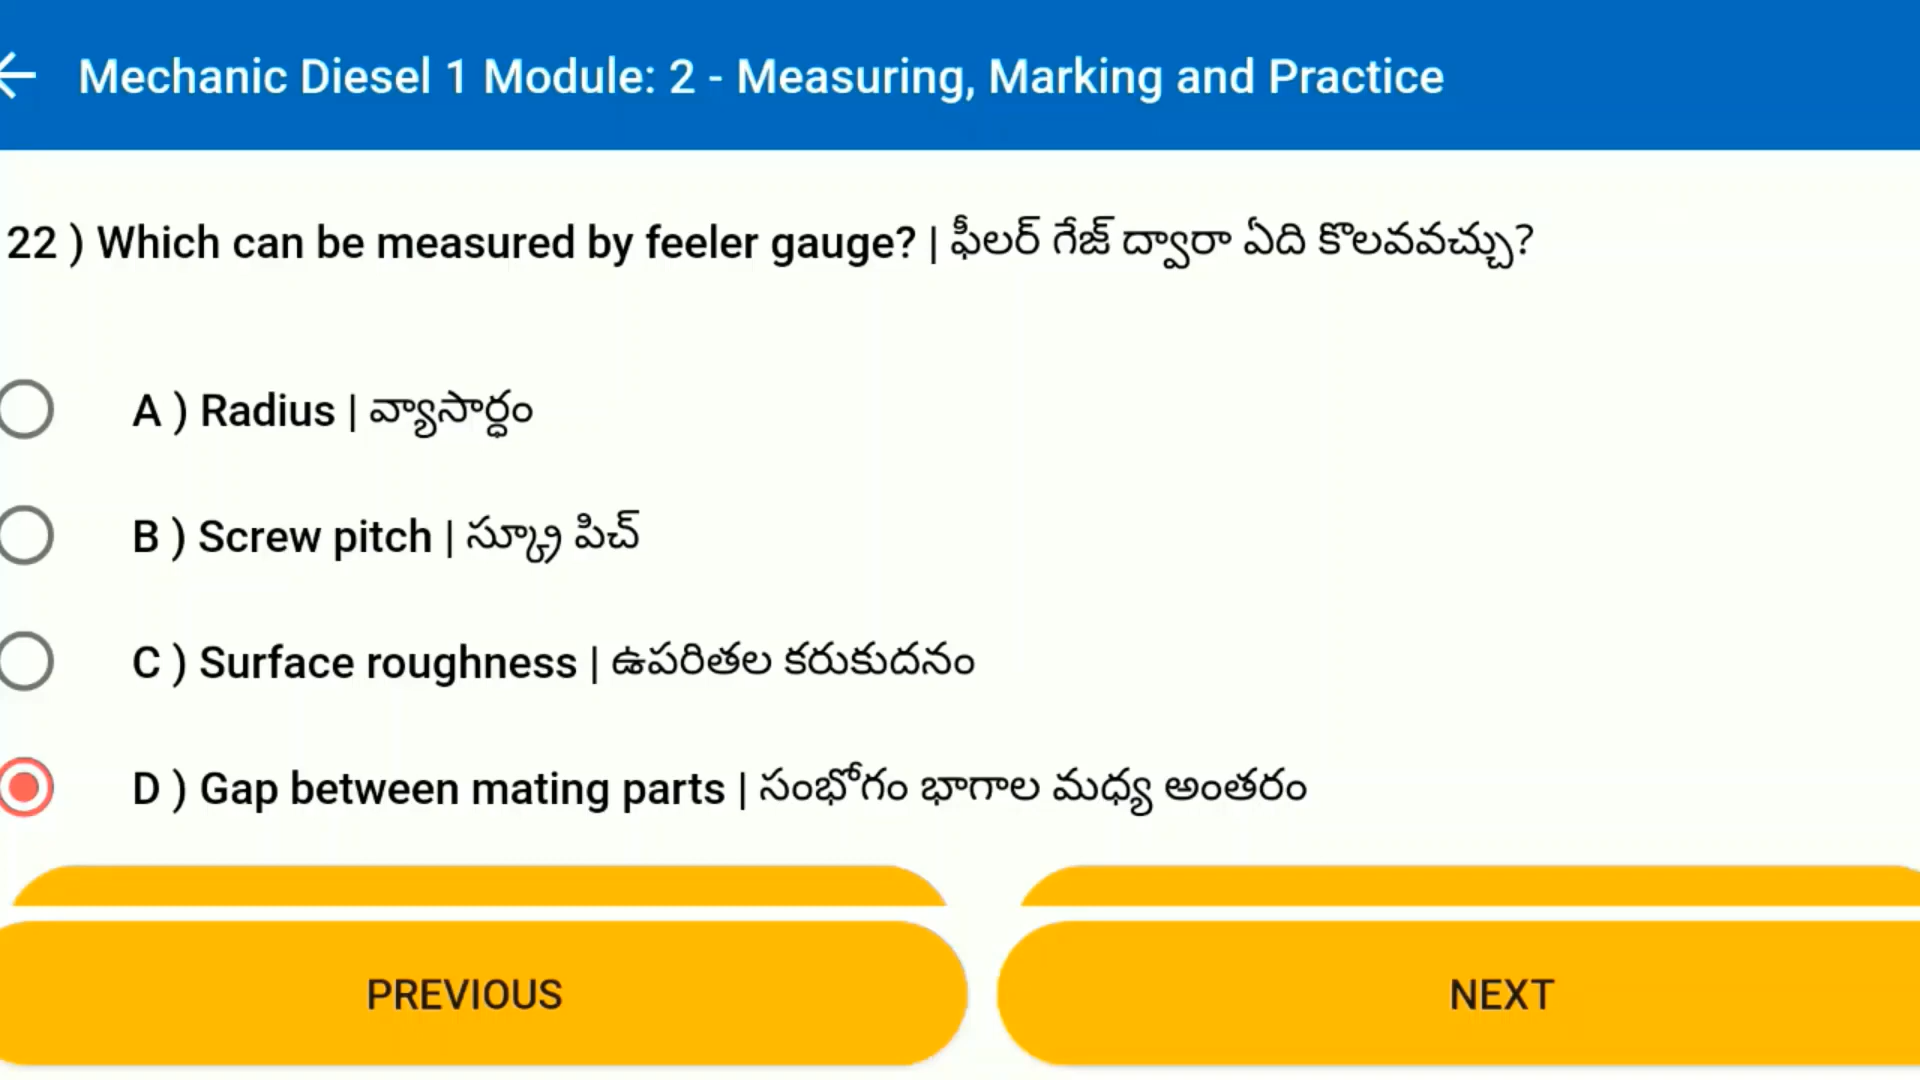 Mechanic Diesel 1 Module: 2 - Measuring, Marking and Practice
22 ) Which can be measured by feeler gauge? | ఫీలర్ గేజ్ ద్వారా ఏది కొలవవచ్చు?
A ) Radius | వ్యాసార్ధం
B ) Screw pitch | స్క్రూ పిచ్
C ) Surface roughness | ఉపరితల కరుకుదనం
D ) Gap between mating parts | సంభోగం భాగాల మధ్య అంతరం
PREVIOUS
NEXT